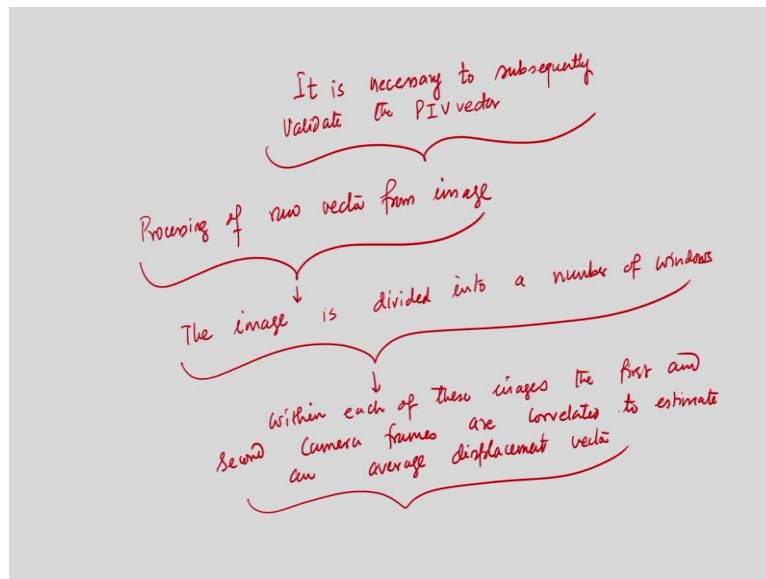 It is necessary to subsequently
Validate the PIV vector
Processing of raw vector from image
The image is divided into a number of windows
within each of these images the first and
Second Camera frames are correlated to estimate
an average displacement vector